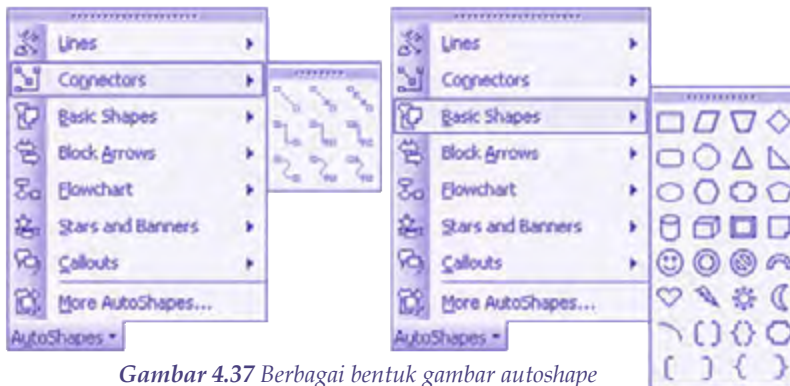 Lines
Connectors
Basic Shapes
Block Arrows
Flowchart
Stars and Banners
Callouts
More AutoShapes...
AutoShapes
Lines
Connectors
Basic Shapes
Block Arrows
Flowchart
Stars and Banners
Callouts
More AutoShapes...
AutoShapes
Gambar 4.37 Berbagai bentuk gambar autoshape